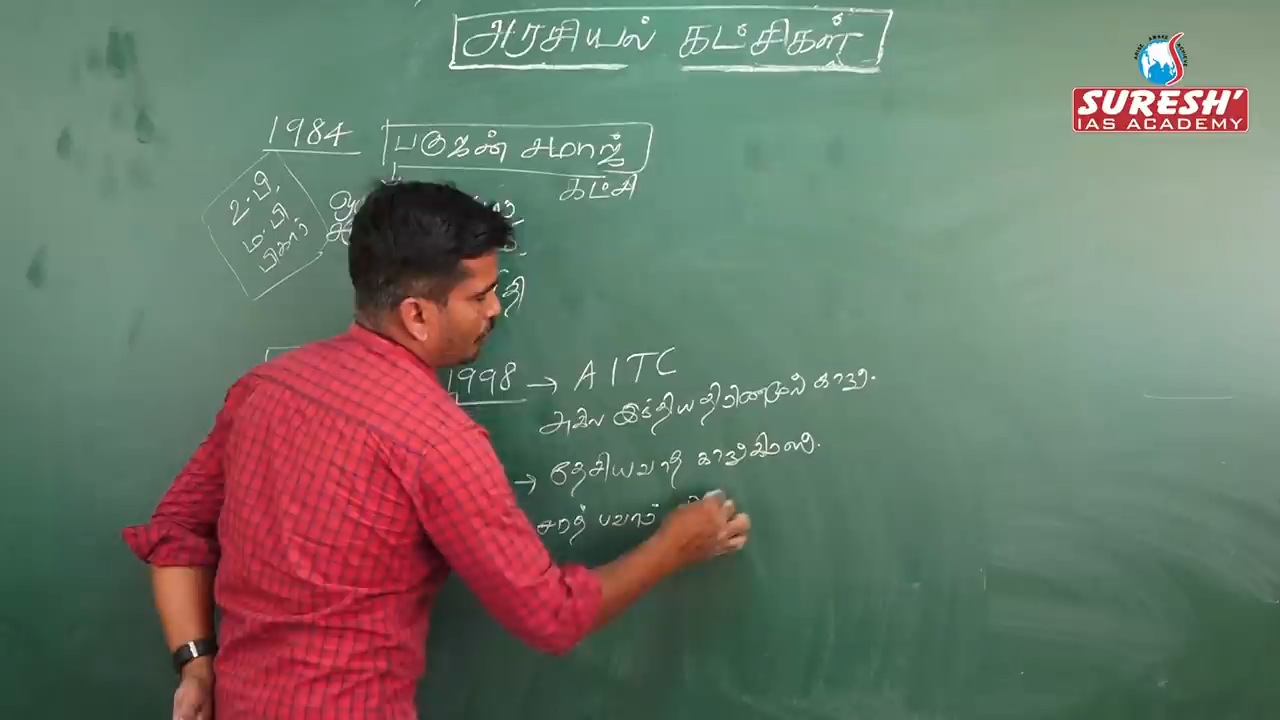 அரசியல் கட்சிகள்
SURESH'
IAS ACADEMY
1984 பகுஜன் சமாஜ்
கட்சி
உ.பி.
ம.பி
பிகார்
1998 → AITC
அகில இந்திய திரிணமூல் காங்.
→ தேசியவாத காங்கிரஸ்.
சரத் பவார்